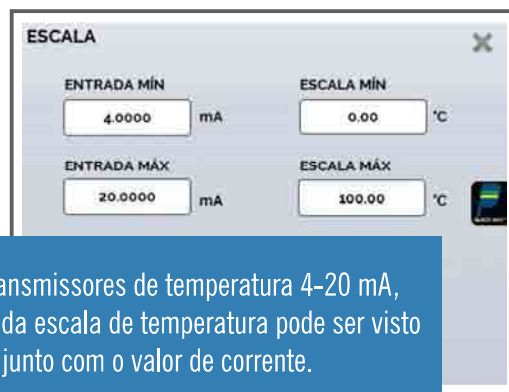 ESCALA
ENTRADA MÍN
ESCALA MÍN
4.0000 mA
0.00 °C
ENTRADA MÁX
ESCALA MÁX
20.0000 mA
100.00 °C
ansmissores de temperatura 4-20 mA,
da escala de temperatura pode ser visto
junto com o valor de corrente.